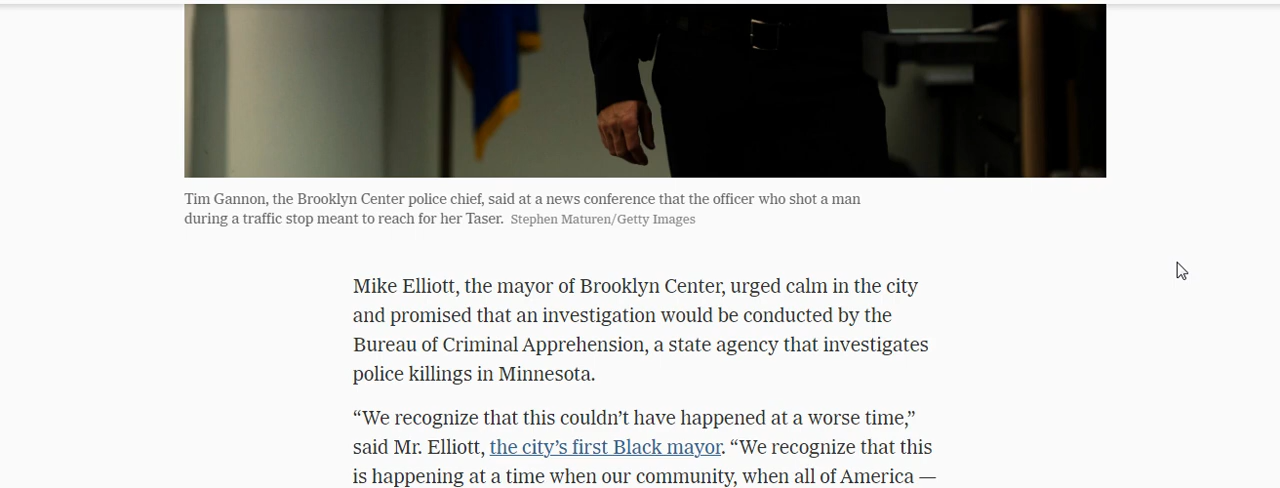 Tim Gannon, the Brooklyn Center police chief, said at a news conference that the officer who shot a man
during a traffic stop meant to reach for her Taser. Stephen Maturen/Getty Images
Mike Elliott, the mayor of Brooklyn Center, urged calm in the city
and promised that an investigation would be conducted by the
Bureau of Criminal Apprehension, a state agency that investigates
police killings in Minnesota.
“We recognize that this couldn’t have happened at a worse time,”
said Mr. Elliott, the city’s first Black mayor. “We recognize that this
is happening at a time when our community, when all of America —